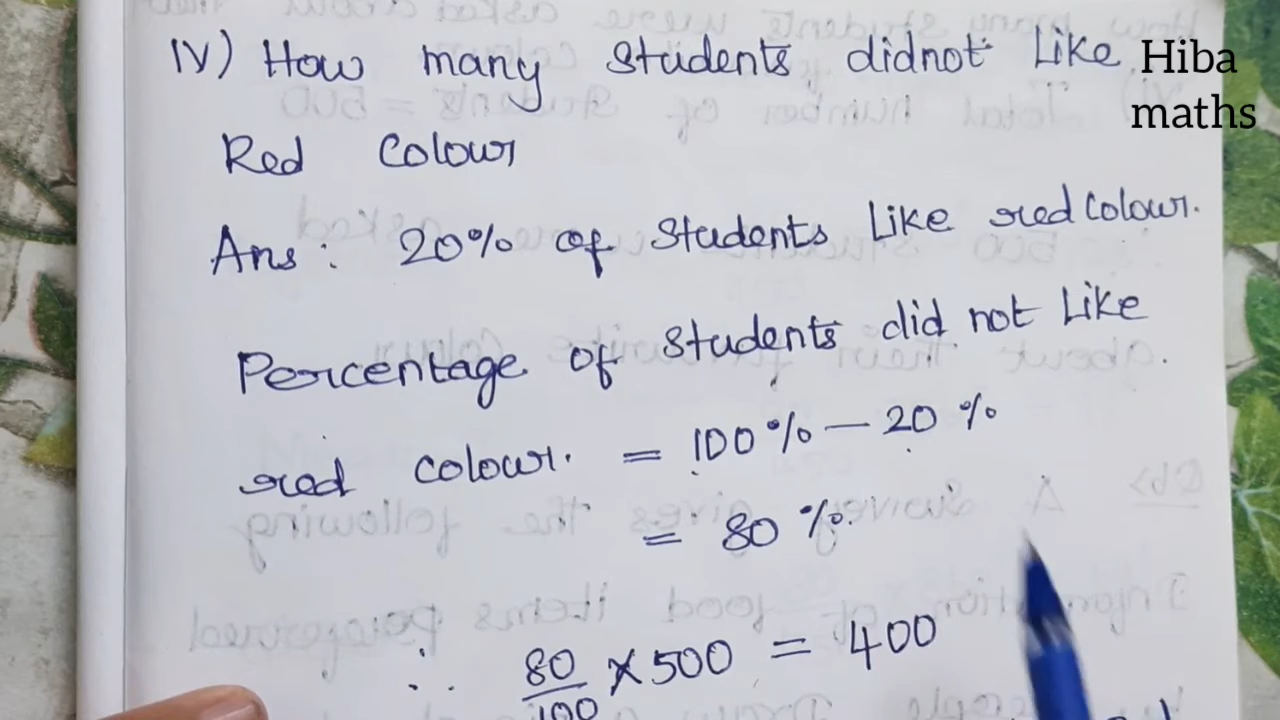 IV) How many students didnot like
Red Colour
Ans: 20% of students like red colour.
Percentage of students did not like
red colour. = 100% - 20%
= 80%.
∴ 80/100 × 500 = 400
Hiba
maths